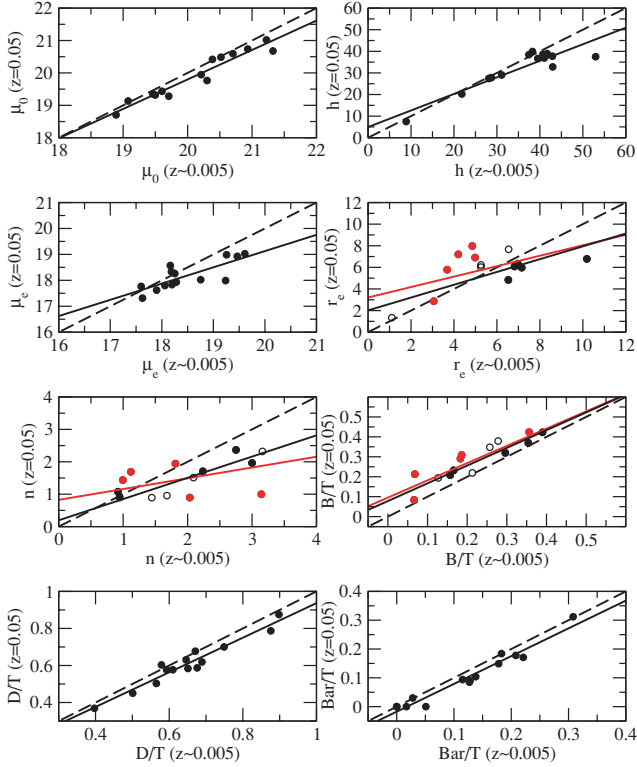 22
21
20
19
18
μ0 (z=0.05)
18 19 20 21 22
μ0 (z~0.005)
60
50
40
30
20
10
0
h (z=0.05)
0 10 20 30 40 50 60
h (z~0.005)
21
20
19
18
17
16
μe (z=0.05)
16 17 18 19 20 21
μe (z~0.005)
12
10
8
6
4
2
0
re (z=0.05)
0 2 4 6 8 10 12
re (z~0.005)
4
3
2
1
0
n (z=0.05)
0 1 2 3 4
n (z~0.005)
0.5
0.4
0.3
0.2
0.1
0
B/T (z=0.05)
0 0.1 0.2 0.3 0.4 0.5
B/T (z~0.005)
1
0.8
0.6
0.4
D/T (z=0.05)
0.4 0.6 0.8 1
D/T (z~0.005)
0.4
0.3
0.2
0.1
0
Bar/T (z=0.05)
0 0.1 0.2 0.3 0.4
Bar/T (z~0.005)